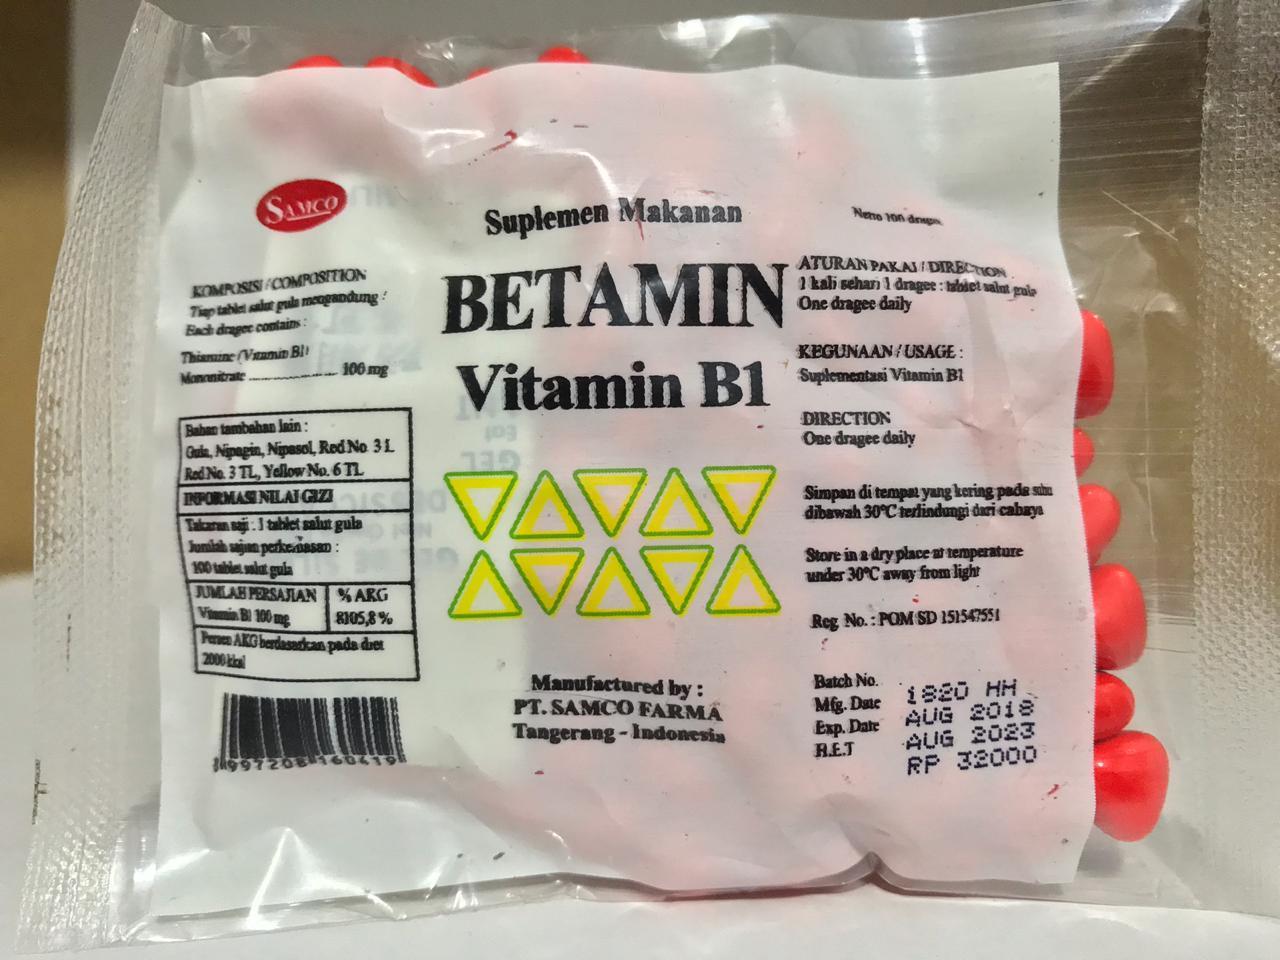 SAMCO
Suplemen Makanan
Netto 100 dragee
BETAMIN
Vitamin B1
KOMPOSISI / COMPOSITION
Tiap tablet salut gula mengandung :
Each dragee contains :
Thiamine (Vitamin B1)
Mononitrate ................ 100 mg
Bahan tambahan lain :
Gula, Nipagin, Nipasol, Red No. 3 L
Red No. 3 TL, Yellow No. 6 TL
INFORMASI NILAI GIZI
Takaran saji : 1 tablet salut gula
Jumlah sajian perkemasan :
100 tablet salut gula
JUMLAH PERSAJIAN % AKG
Vitamin B1 100 mg 8105,8 %
Persen AKG berdasarkan pada diet
2000 kkal
Manufactured by :
PT. SAMCO FARMA
Tangerang - Indonesia
ATURAN PAKAI / DIRECTION
1 kali sehari 1 dragee : tablet salut gula
One dragee daily
KEGUNAAN / USAGE :
Suplementasi Vitamin B1
DIRECTION
One dragee daily
Simpan di tempat yang kering pada suhu
dibawah 30°C terlindungi dari cahaya
Store in a dry place at temperature
under 30°C away from light
Reg No. : POM SD 151547551
Batch No. 1820 HH
Mfg. Date AUG 2018
Exp. Date AUG 2023
H.E.T RP 32000